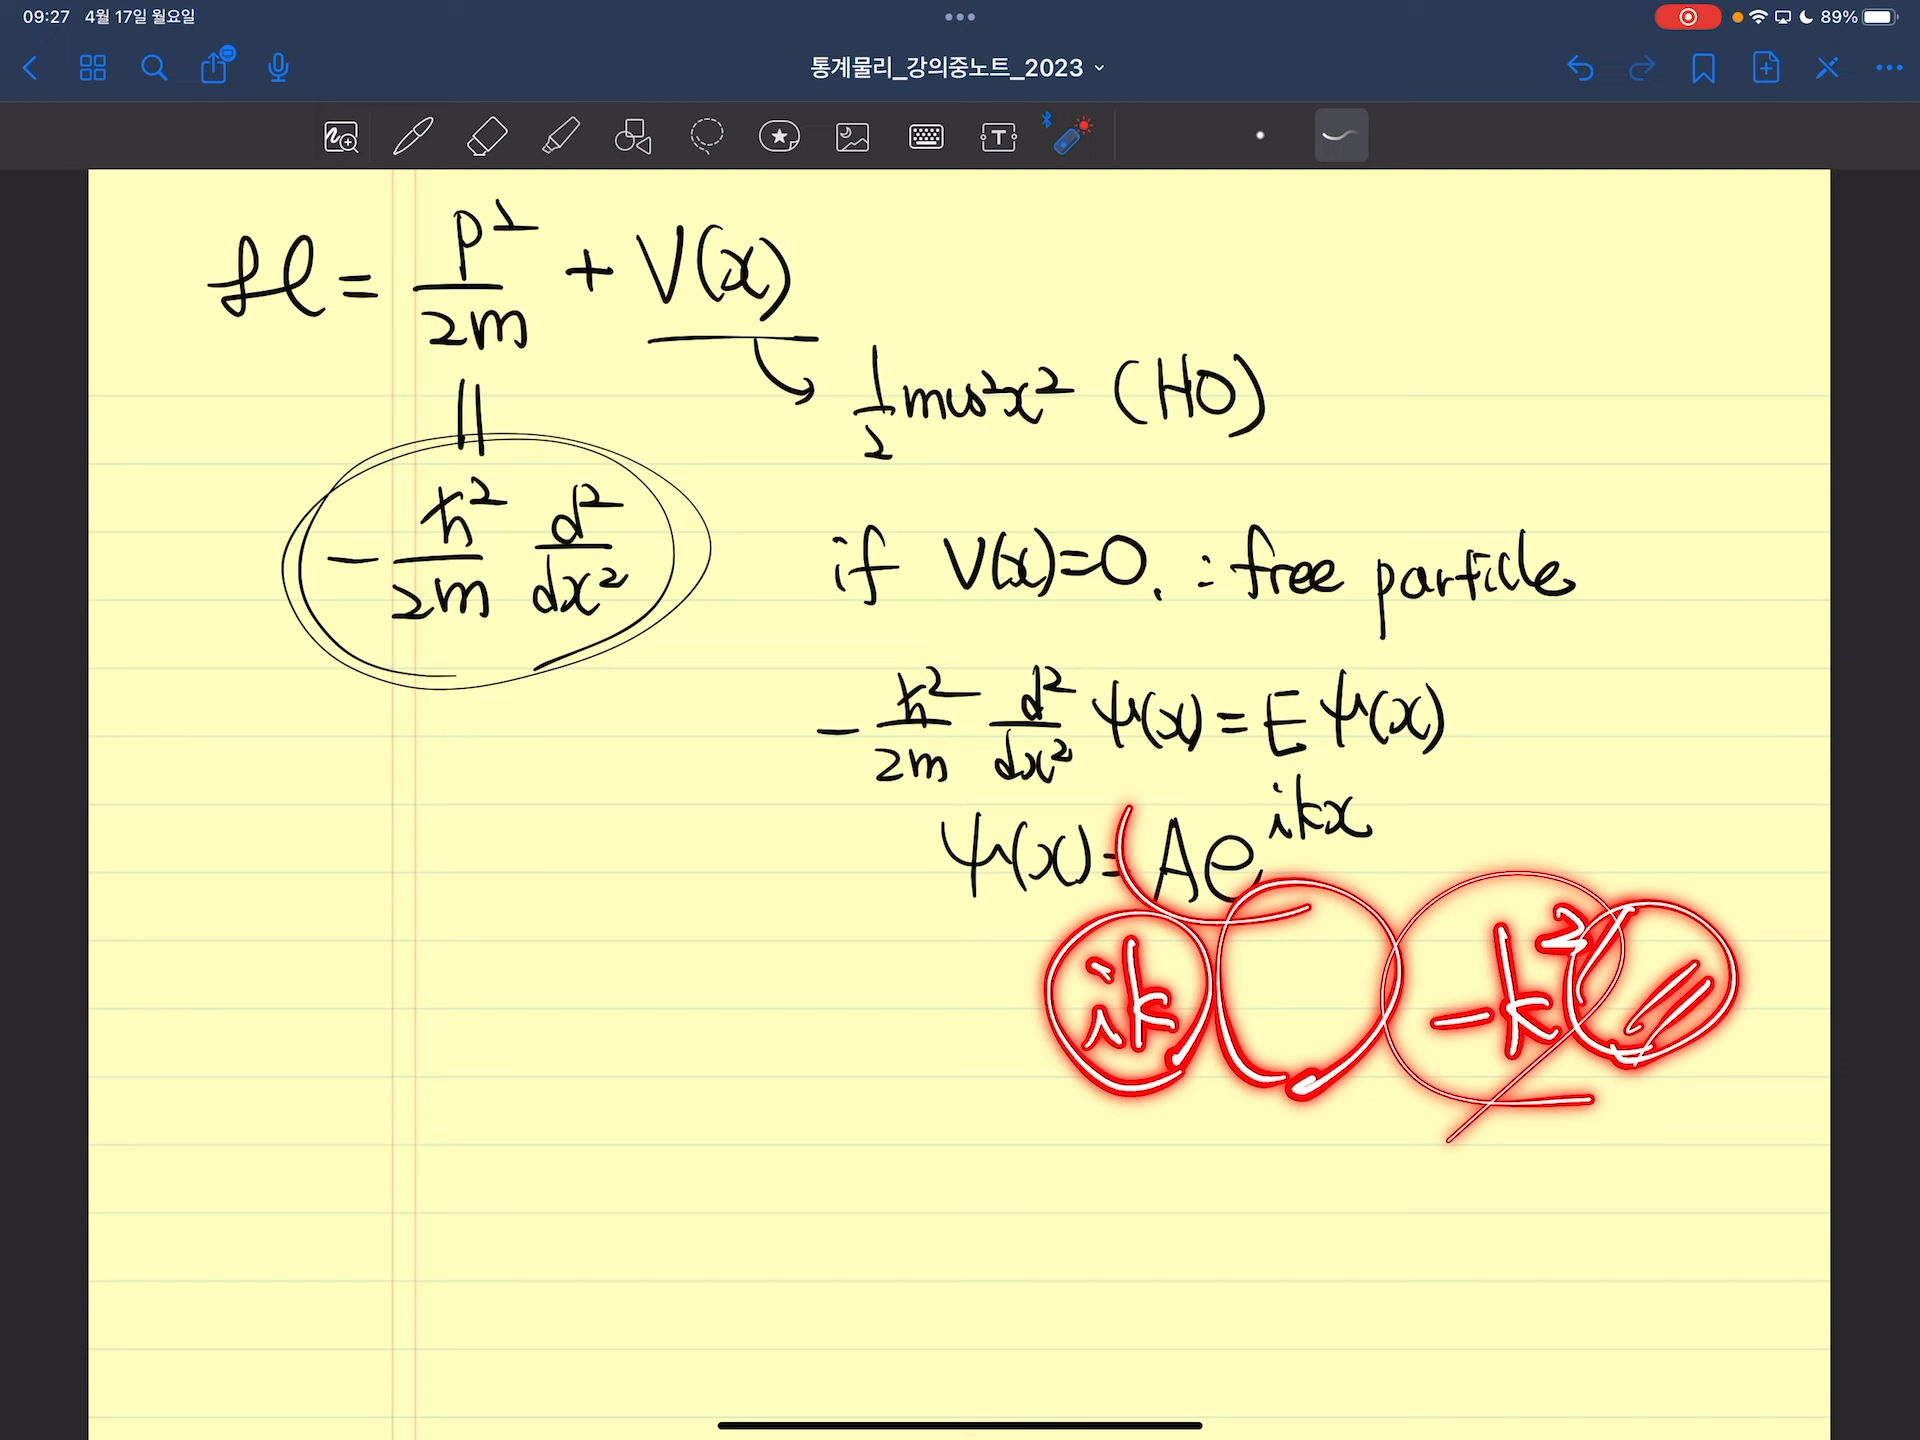 09:27 4월 17일 월요일
89%
통계물리_강의중노트_2023
ℋ = p²/2m + V(x)
½mω²x² (HO)
-ℏ²/2m d²/dx²
if V(x)=0. : free particle
-ℏ²/2m d²/dx² ψ(x) = E ψ(x)
ψ(x) = Ae^{ikx}
ik -k²